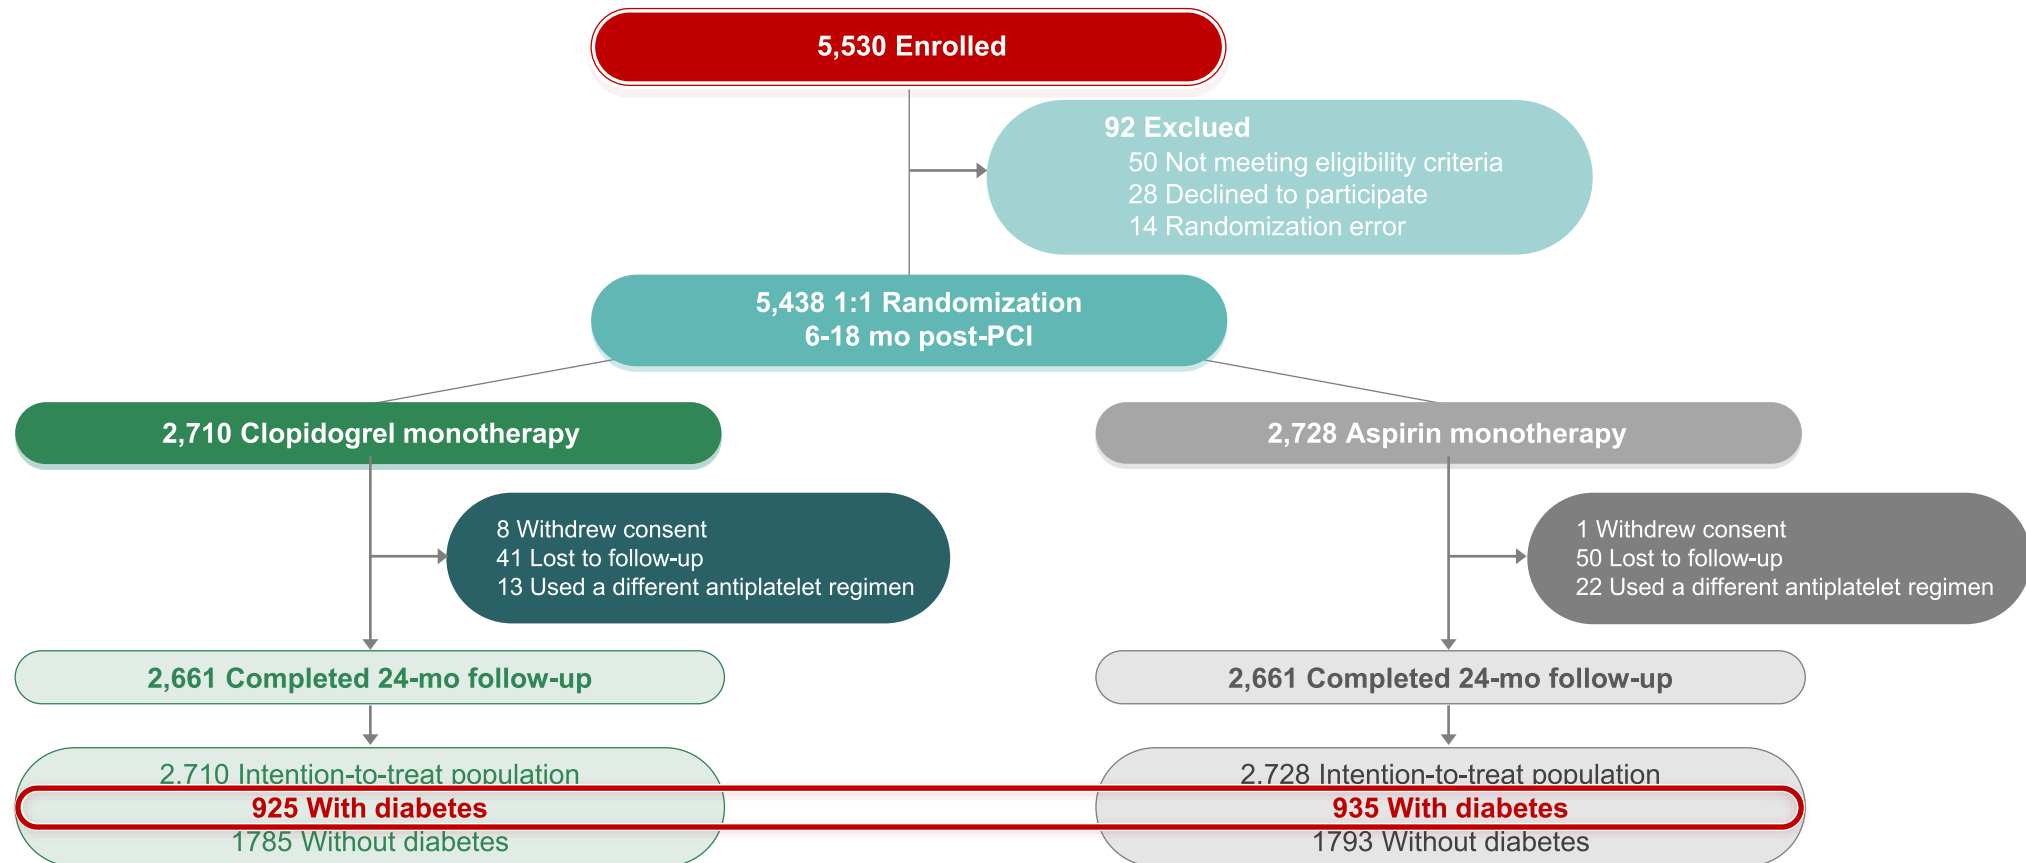 5,530 Enrolled
92 Exclued
50 Not meeting eligibility criteria
28 Declined to participate
14 Randomization error
5,438 1:1 Randomization
6-18 mo post-PCI
2,710 Clopidogrel monotherapy
2,728 Aspirin monotherapy
8 Withdrew consent
41 Lost to follow-up
13 Used a different antiplatelet regimen
1 Withdrew consent
50 Lost to follow-up
22 Used a different antiplatelet regimen
2,661 Completed 24-mo follow-up
2,661 Completed 24-mo follow-up
2.710 Intention-to-treat population
925 With diabetes
1785 Without diabetes
2.728 Intention-to-treat population
935 With diabetes
1793 Without diabetes